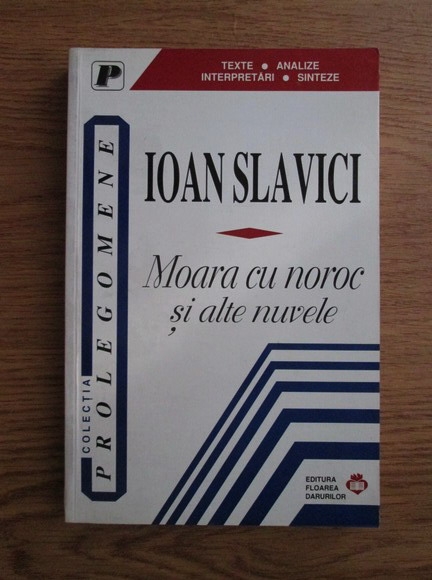 P
TEXTE ● ANALIZE
INTERPRETĂRI ● SINTEZE
COLECȚIA
PROLEGOMENE
IOAN SLAVICI
Moara cu noroc
și alte nuvele
EDITURA
FLOAREA
DARURILOR